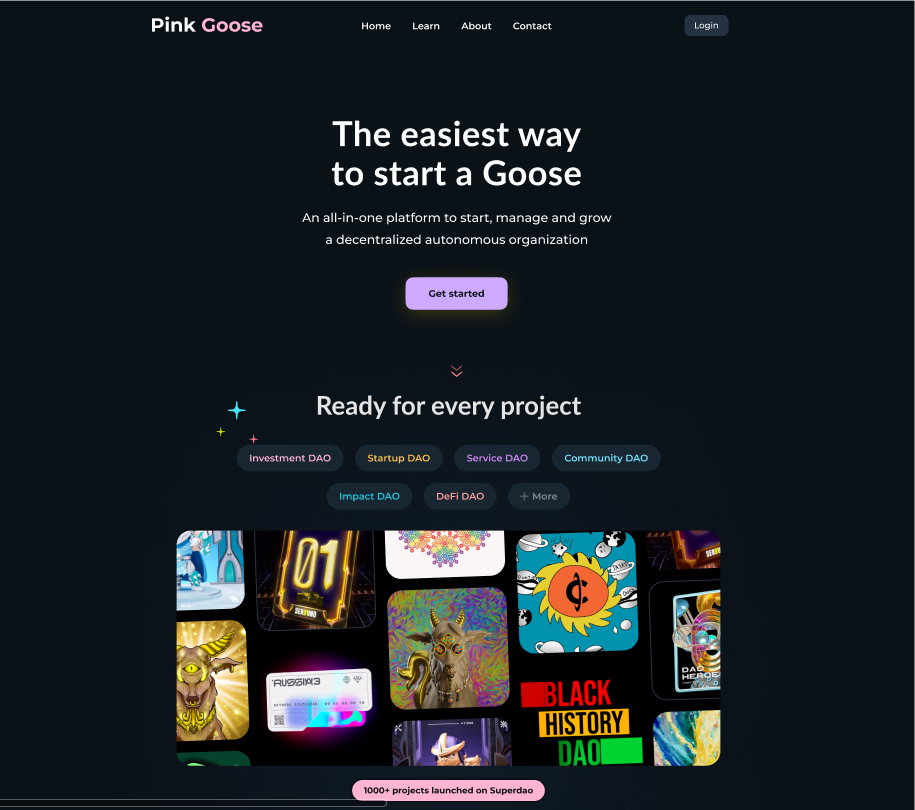 Pink Goose
Home Learn About Contact
Login
The easiest way
to start a Goose
An all-in-one platform to start, manage and grow
a decentralized autonomous organization
Get started
Ready for every project
Investment DAO Startup DAO Service DAO Community DAO
Impact DAO DeFi DAO + More
01
TASKS
DAO
HEROES
BLACK
HISTORY
DAO
1000+ projects launched on Superdao